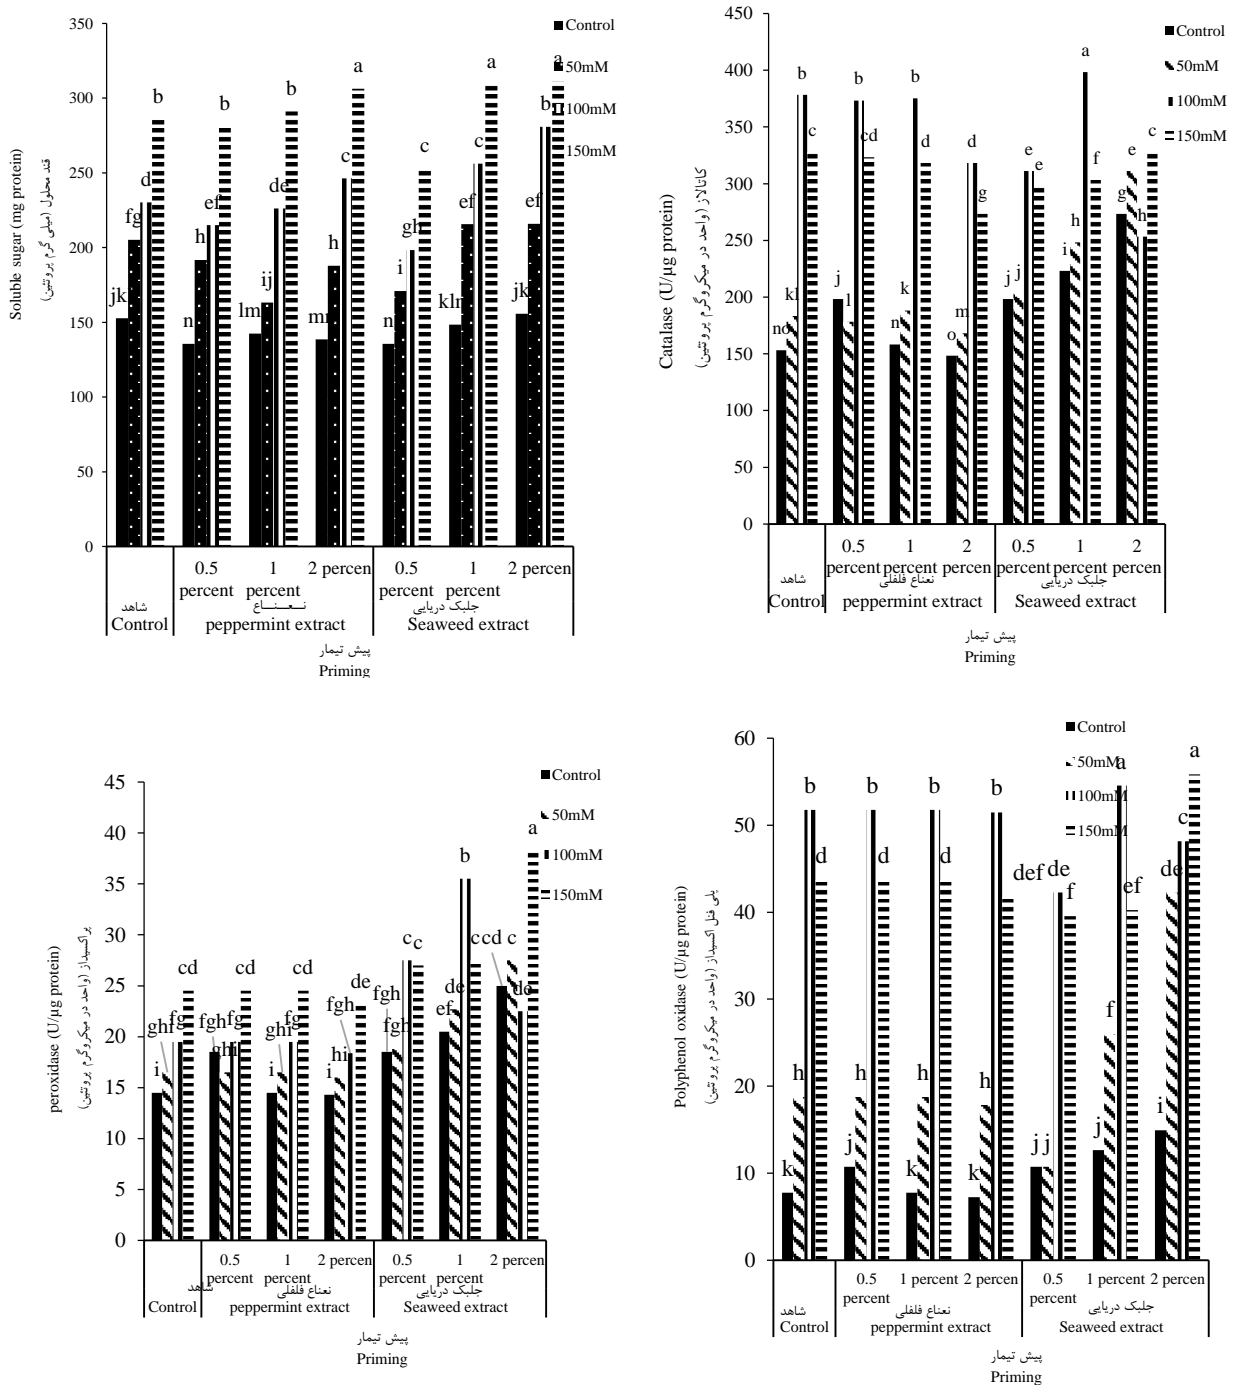 350
300
250
200
150
100
50
0
Soluble sugar (mg protein)
قند محلول (میلی گرم پروتئین)
Control
50mM
100mM
150mM
jk
fg
d
b
n
h
ef
b
lm
ij
de
b
h
c
a
n
i
gh
c
ef
c
a
jk
ef
b
a
0.5 percent
1 percent
2 percen
0.5 percent
1 percent
2 percen
شاهد
نـــعـــنـــــاع
جلبک دریایی
Control
peppermint extract
Seaweed extract
پیش تیمار
Priming
450
400
350
300
250
200
150
100
50
0
Catalase (U/µg protein)
کاتالاز (واحد در میکروگرم پروتئین)
Control
50mM
100mM
150mM
no
kl
b
c
j
l
b
cd
n
k
b
d
o
m
d
g
j
j
e
e
i
h
a
f
g
e
h
c
0.5 percent
1 percent
2 percen
0.5 percent
1 percent
2 percen
شاهد
نعناع فلفلی
جلبک دریایی
Control
peppermint extract
Seaweed extract
پیش تیمار
Priming
45
40
35
30
25
20
15
10
5
0
peroxidase (U/µg protein)
پراکسیداز (واحد در میکروگرم پروتئین)
Control
50mM
100mM
150mM
i
ghi
fg
cd
fgh
ghi
fg
cd
i
ghi
fg
cd
i
hi
fgh
de
fgh
fgh
c
c
ef
de
b
c
cd
c
de
a
0.5 percent
1 percent
2 percen
0.5 percent
1 percent
2 percen
شاهد
نعناع فلفلی
جلبک دریایی
Control
peppermint extract
Seaweed extract
پیش تیمار
Priming
60
50
40
30
20
10
0
Polyphenol oxidase (U/µg protein)
پلی فنل اکسیداز (واحد در میکروگرم پروتئین)
Control
50mM
100mM
150mM
k
h
b
d
j
h
b
d
k
h
b
d
k
h
b
def
j
j
de
f
j
f
a
ef
i
de
c
a
0.5 percent
1 percent
2 percen
0.5 percent
1 percent
2 percen
شاهد
نعناع فلفلی
جلبک دریایی
Control
peppermint extract
Seaweed extract
پیش تیمار
Priming